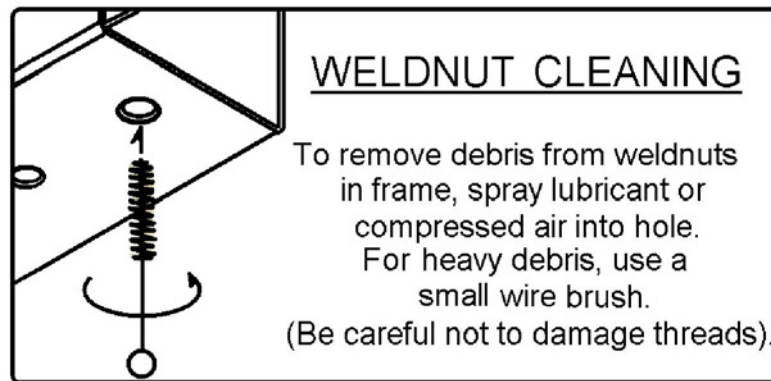 WELDNUT CLEANING
To remove debris from weldnuts
in frame, spray lubricant or
compressed air into hole.
For heavy debris, use a
small wire brush.
(Be careful not to damage threads).